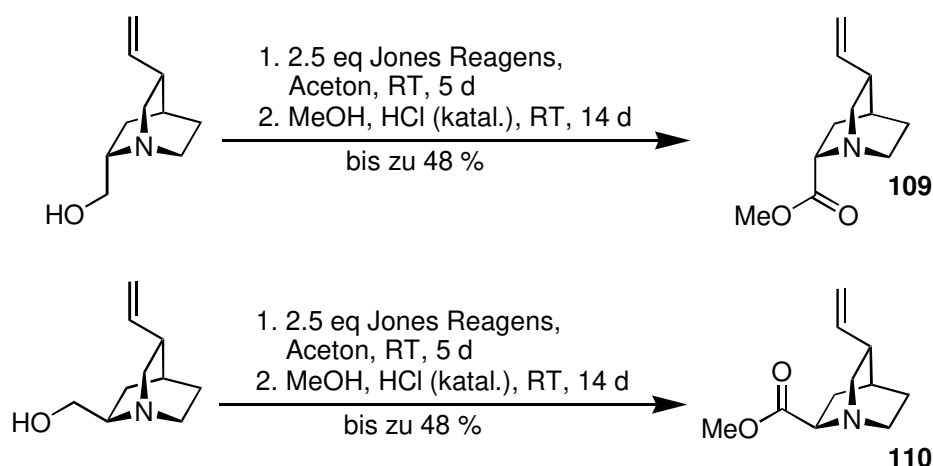 1. 2.5 eq Jones Reagens,
Aceton, RT, 5 d
2. MeOH, HCl (katal.), RT, 14 d
bis zu 48 %
N
HO
N
109
MeO
O
1. 2.5 eq Jones Reagens,
Aceton, RT, 5 d
2. MeOH, HCl (katal.), RT, 14 d
bis zu 48 %
HO
N
O
MeO
N
110